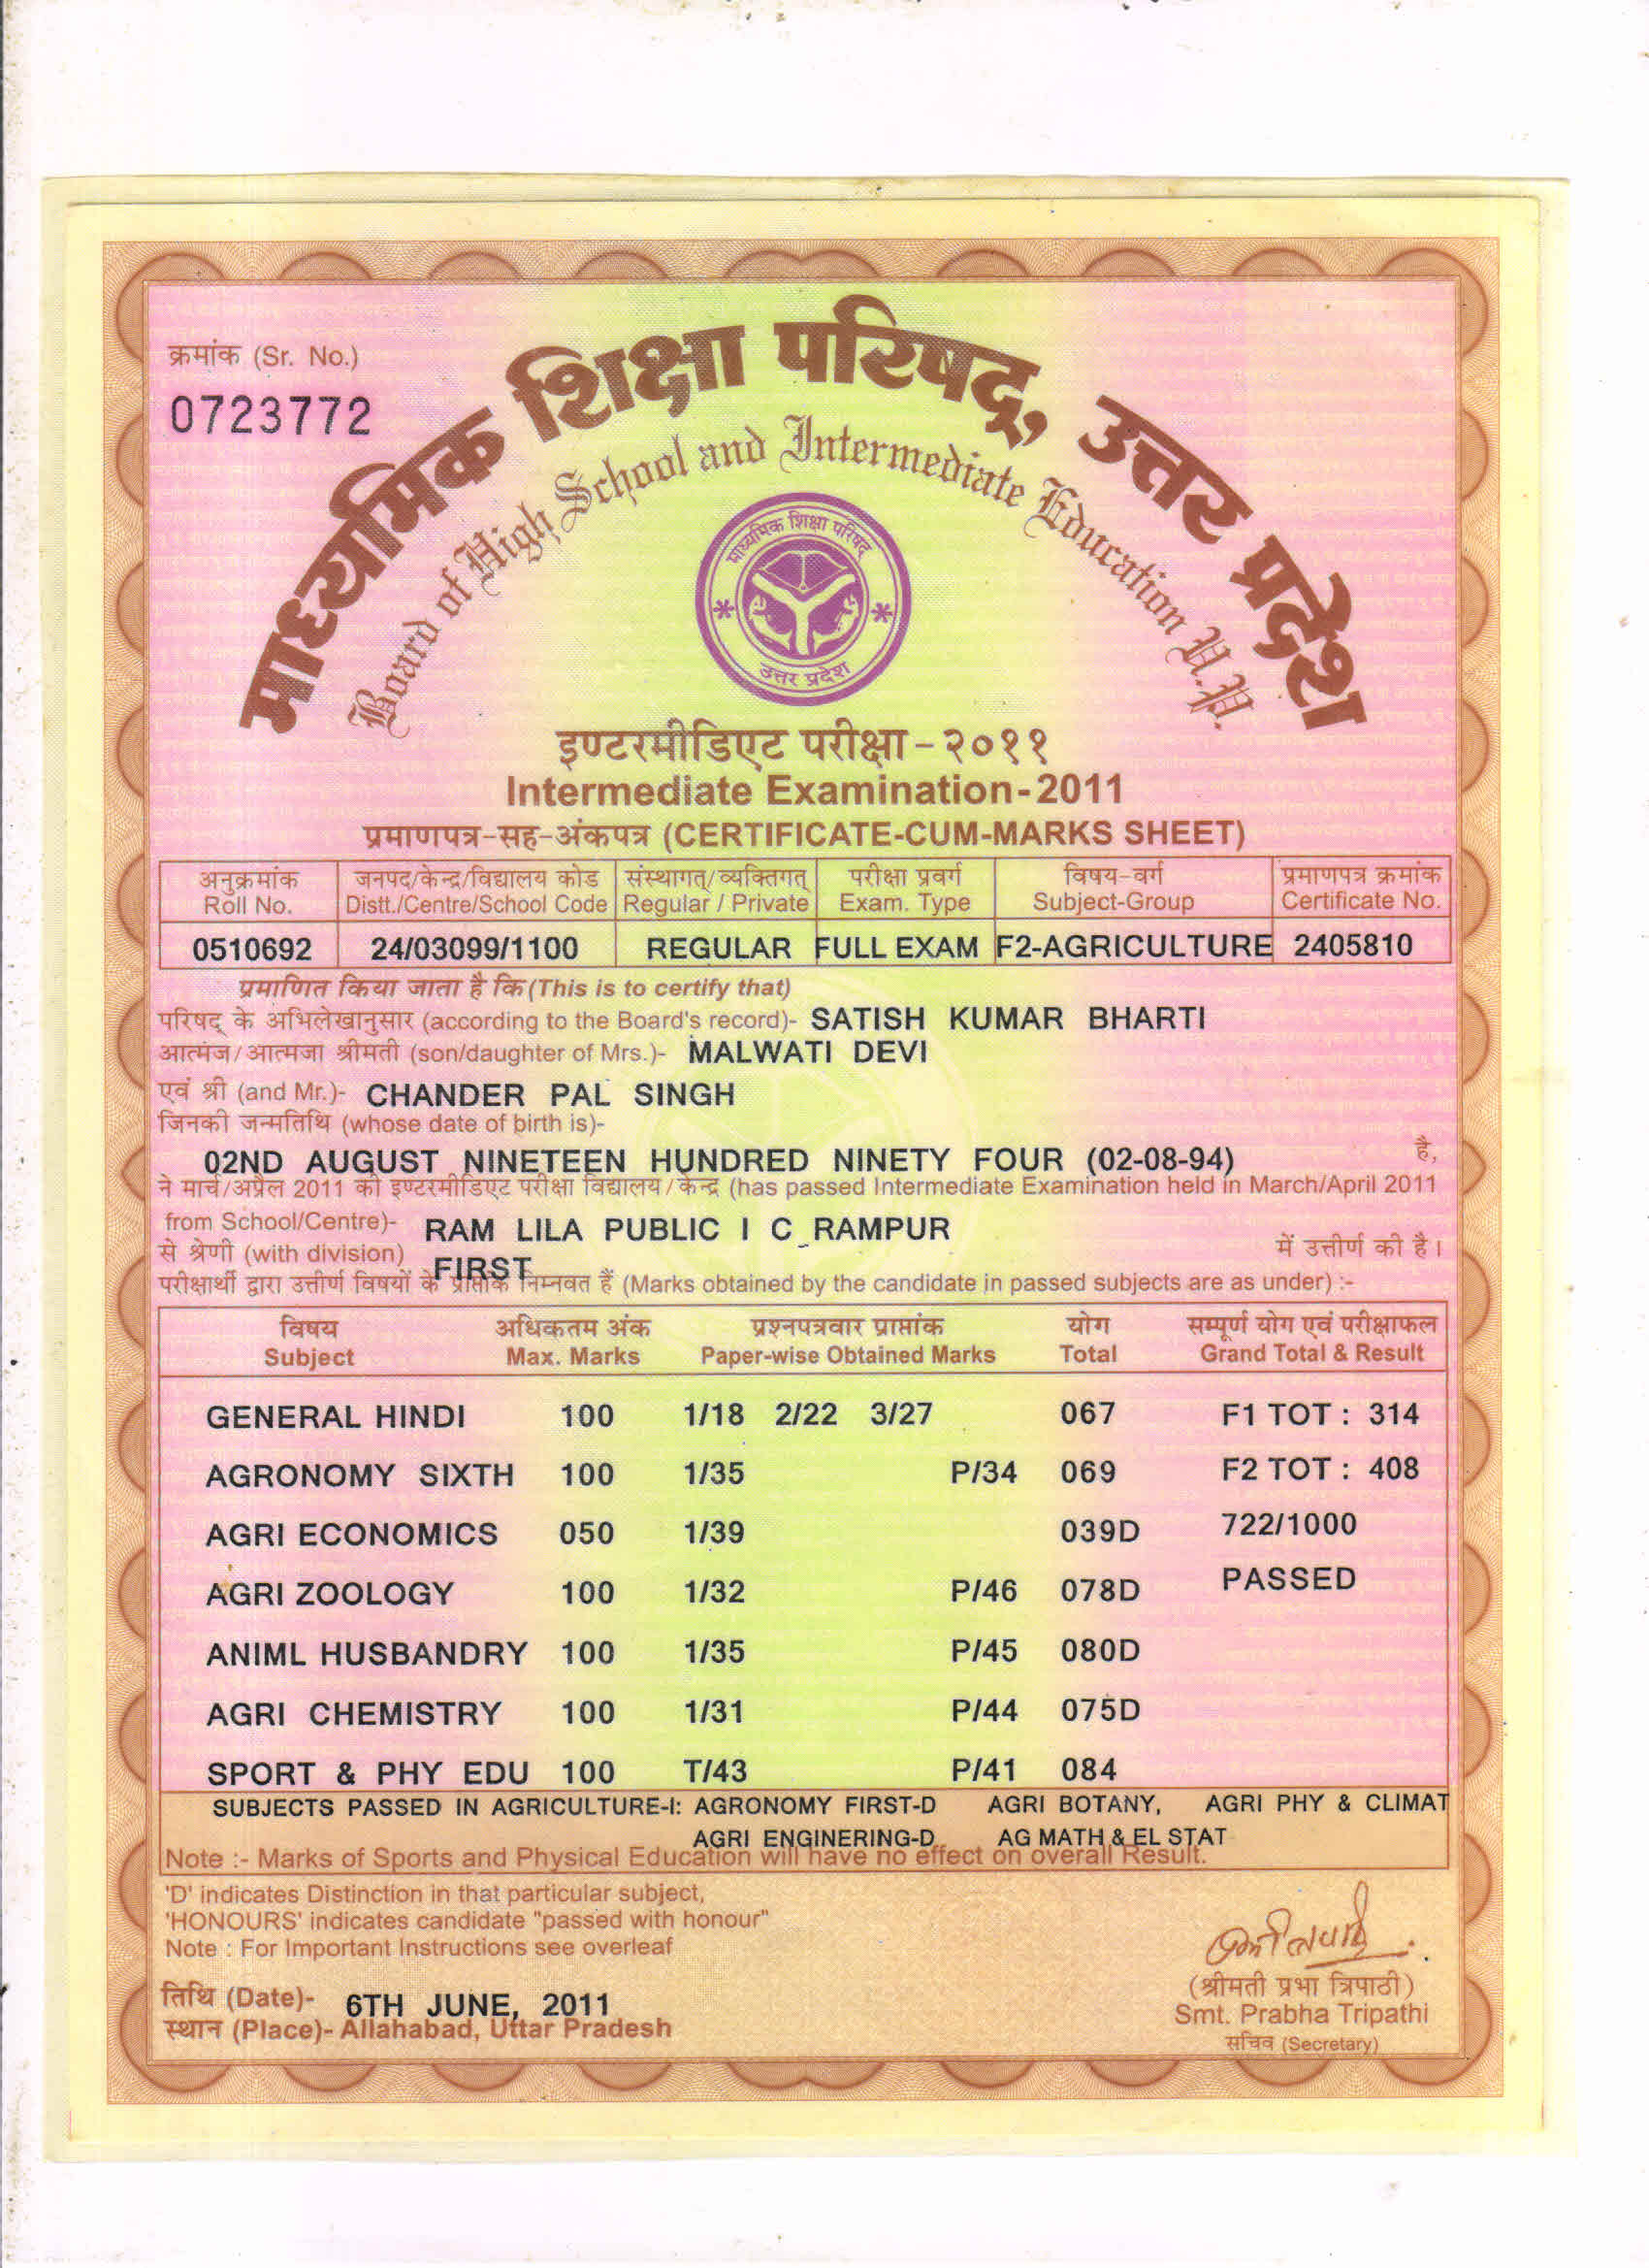 क्रमांक (Sr. No.)
0723772
माध्यमिक शिक्षा परिषद्, उत्तर प्रदेश
Board of High School and Intermediate Education U.P.
माध्यमिक शिक्षा परिषद
उत्तर प्रदेश
इण्टरमीडिएट परीक्षा - २०११
Intermediate Examination-2011
प्रमाणपत्र-सह-अंकपत्र (CERTIFICATE-CUM-MARKS SHEET)
अनुक्रमांक जनपद/केन्द्र/विद्यालय कोड संस्थागत्/व्यक्तिगत् परीक्षा प्रवर्ग विषय-वर्ग प्रमाणपत्र क्रमांक
Roll No. Distt./Centre/School Code Regular / Private Exam. Type Subject-Group Certificate No.
0510692 24/03099/1100 REGULAR FULL EXAM F2-AGRICULTURE 2405810
प्रमाणित किया जाता है कि (This is to certify that)
परिषद् के अभिलेखानुसार (according to the Board's record)- SATISH KUMAR BHARTI
आत्मज/आत्मजा श्रीमती (son/daughter of Mrs.)- MALWATI DEVI
एवं श्री (and Mr.)- CHANDER PAL SINGH
जिनकी जन्मतिथि (whose date of birth is)-
02ND AUGUST NINETEEN HUNDRED NINETY FOUR (02-08-94) है,
ने मार्च/अप्रैल 2011 की इण्टरमीडिएट परीक्षा विद्यालय/केन्द्र (has passed Intermediate Examination held in March/April 2011
from School/Centre)- RAM LILA PUBLIC I C RAMPUR
से श्रेणी (with division) FIRST में उत्तीर्ण की है।
परीक्षार्थी द्वारा उत्तीर्ण विषयों के प्राप्तांक निम्नवत हैं (Marks obtained by the candidate in passed subjects are as under) :-
विषय अधिकतम अंक प्रश्नपत्रवार प्राप्तांक योग सम्पूर्ण योग एवं परीक्षाफल
Subject Max. Marks Paper-wise Obtained Marks Total Grand Total & Result
GENERAL HINDI 100 1/18 2/22 3/27 067 F1 TOT : 314
AGRONOMY SIXTH 100 1/35 P/34 069 F2 TOT : 408
AGRI ECONOMICS 050 1/39 039D 722/1000
AGRI ZOOLOGY 100 1/32 P/46 078D PASSED
ANIML HUSBANDRY 100 1/35 P/45 080D
AGRI CHEMISTRY 100 1/31 P/44 075D
SPORT & PHY EDU 100 T/43 P/41 084
SUBJECTS PASSED IN AGRICULTURE-I: AGRONOMY FIRST-D AGRI BOTANY, AGRI PHY & CLIMAT
AGRI ENGINERING-D AG MATH & EL STAT
Note :- Marks of Sports and Physical Education will have no effect on overall Result.
'D' indicates Distinction in that particular subject,
'HONOURS' indicates candidate "passed with honour"
Note : For Important Instructions see overleaf
(श्रीमती प्रभा त्रिपाठी)
तिथि (Date)- 6TH JUNE, 2011
Smt. Prabha Tripathi
स्थान (Place)- Allahabad, Uttar Pradesh
सचिव (Secretary)